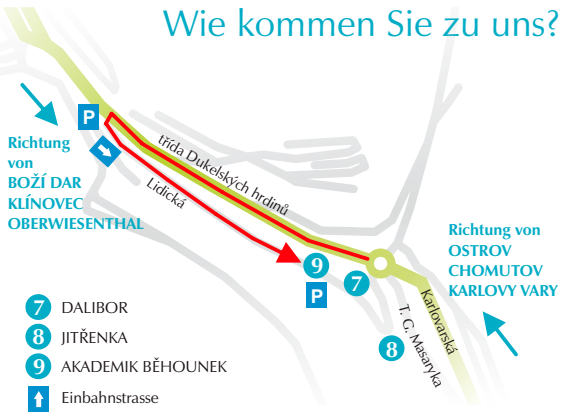 Wie kommen Sie zu uns?
P
Richtung
von
BOŽÍ DAR
KLÍNOVEC
OBERWIESENTHAL
třída Dukelských hrdinů
Lidická
Richtung von
OSTROV
CHOMUTOV
KARLOVY VARY
9
7
P
Karlovarská
T. G. Masaryka
8
7 DALIBOR
8 JITŘENKA
9 AKADEMIK BĚHOUNEK
Einbahnstrasse